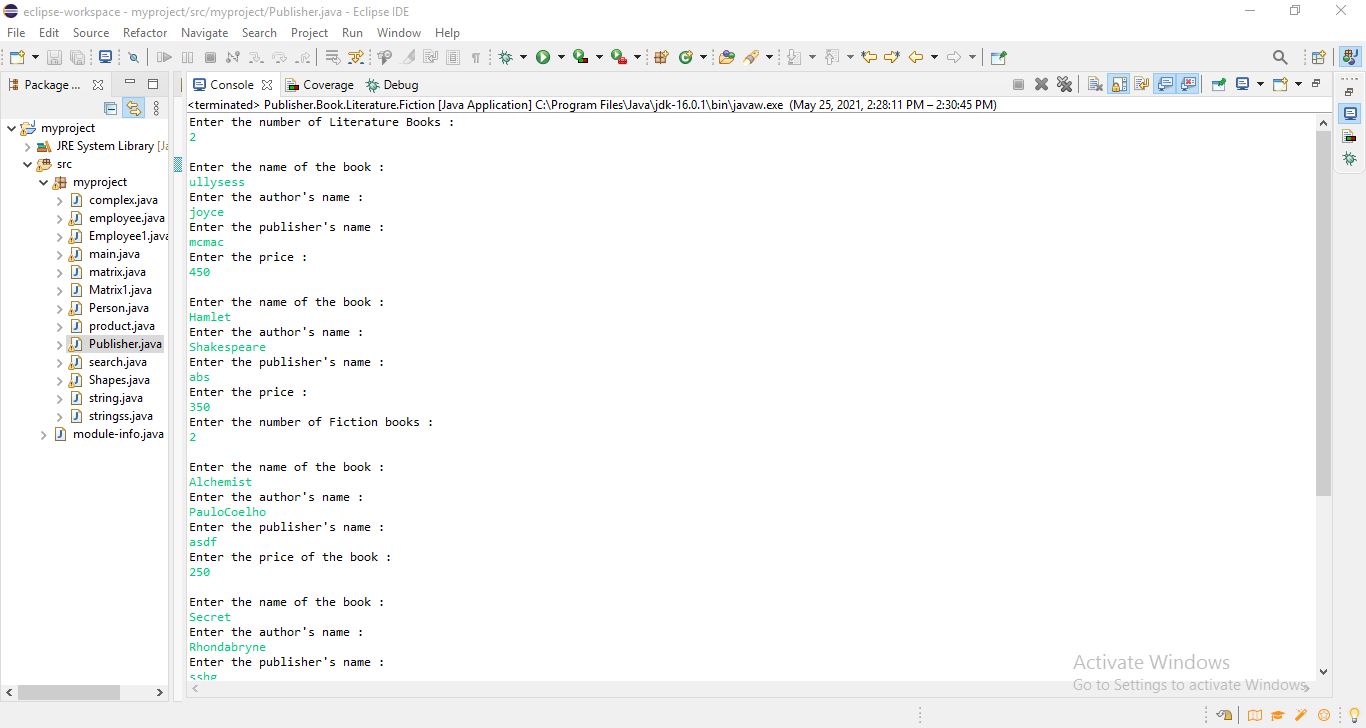 eclipse-workspace - myproject/src/myproject/Publisher.java - Eclipse IDE
File Edit Source Refactor Navigate Search Project Run Window Help
Package ...
Console Coverage Debug
<terminated> Publisher.Book.Literature.Fiction [Java Application] C:\Program Files\Java\jdk-16.0.1\bin\javaw.exe (May 25, 2021, 2:28:11 PM – 2:30:45 PM)
myproject
JRE System Library [Ja
src
myproject
complex.java
employee.java
Employee1.java
main.java
matrix.java
Matrix1.java
Person.java
product.java
Publisher.java
search.java
Shapes.java
string.java
stringss.java
module-info.java
Enter the number of Literature Books :
2
Enter the name of the book :
ullysess
Enter the author's name :
joyce
Enter the publisher's name :
mcmac
Enter the price :
450
Enter the name of the book :
Hamlet
Enter the author's name :
Shakespeare
Enter the publisher's name :
abs
Enter the price :
350
Enter the number of Fiction books :
2
Enter the name of the book :
Alchemist
Enter the author's name :
PauloCoelho
Enter the publisher's name :
asdf
Enter the price of the book :
250
Enter the name of the book :
Secret
Enter the author's name :
Rhondabryne
Enter the publisher's name :
sshg
Activate Windows
Go to Settings to activate Windows.